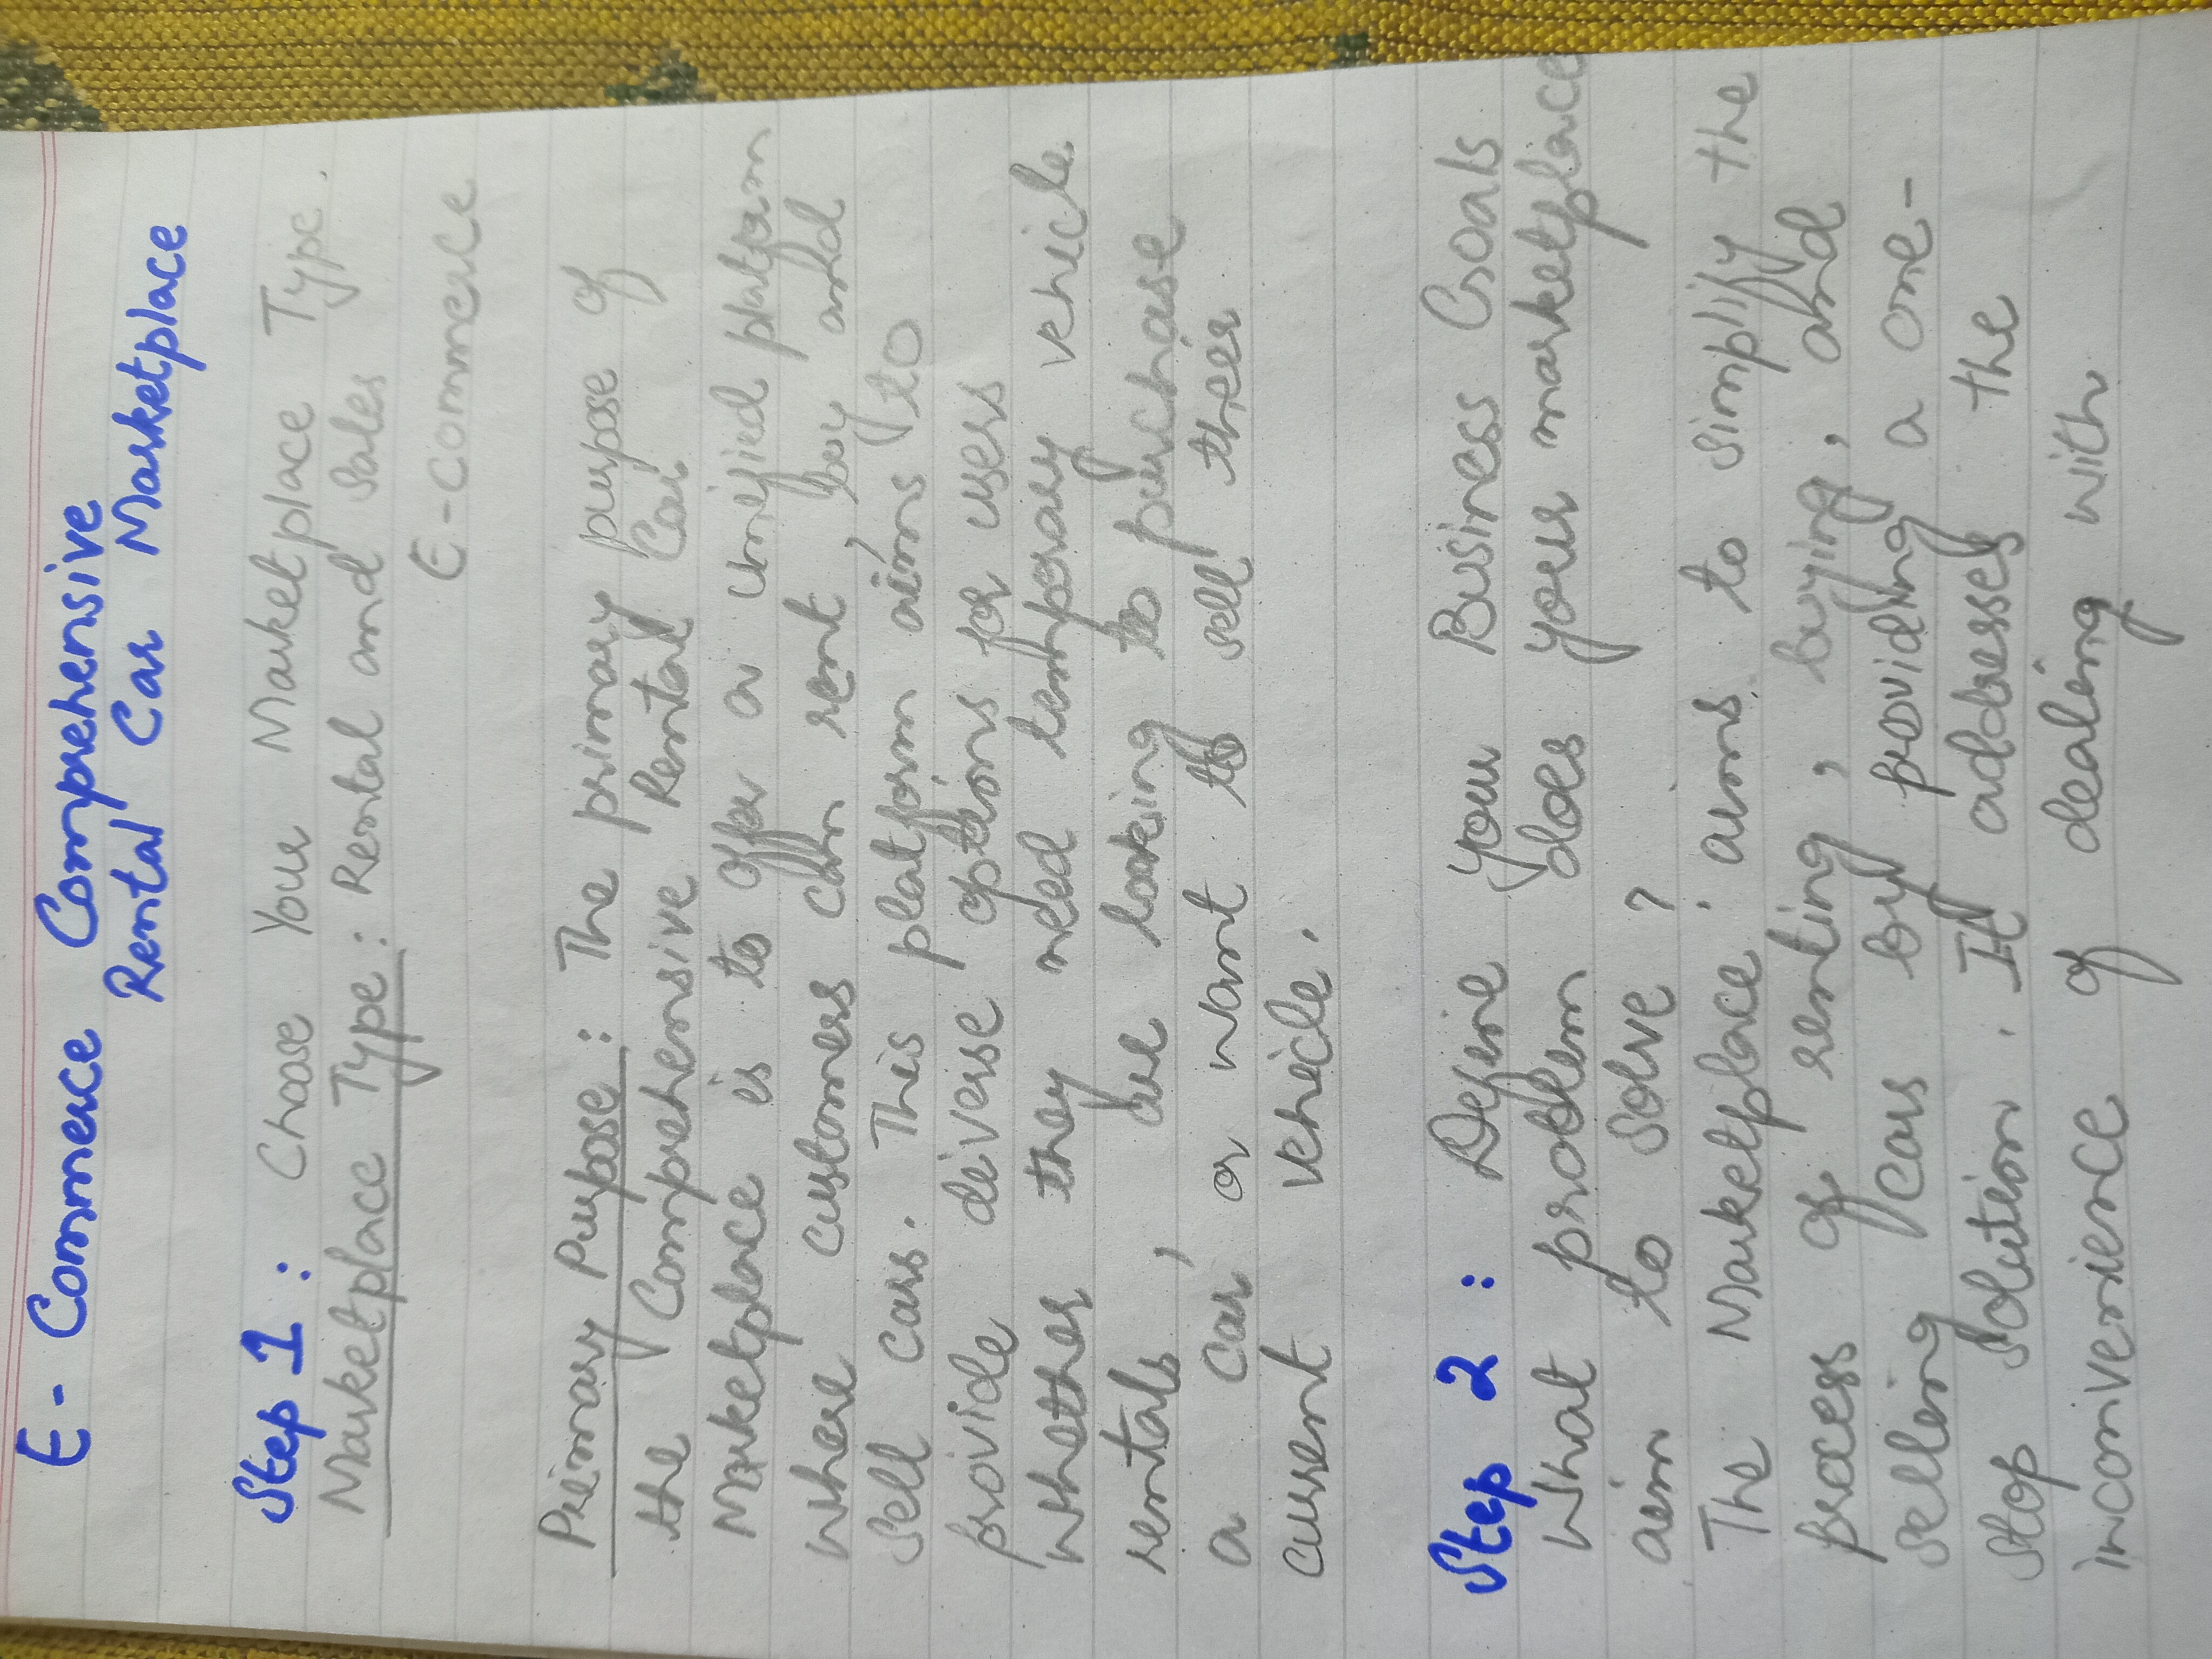 E-Commerce Comprehensive
Rental Car Marketplace
Step 1: Choose Your Marketplace Type.
Marketplace Type: Rental and Sales
E-Commerce
Primary Purpose: The primary purpose of
the Comprehensive Rental Car
Marketplace is to offer a unified platform
where customers can rent, buy and
Sell cars. This platform aims to
provide diverse options for users
whether they need temporary vehicle
rentals, are looking to purchase
a car or want to sell their
current vehicle.
Step 2: Define your Business Goals
What problem does your marketplace
aim to Solve?
The Marketplace aims to Simplify the
process of renting, buying, and
selling cars by providing a one-
stop solution. It addresses the
inconvenience of dealing with